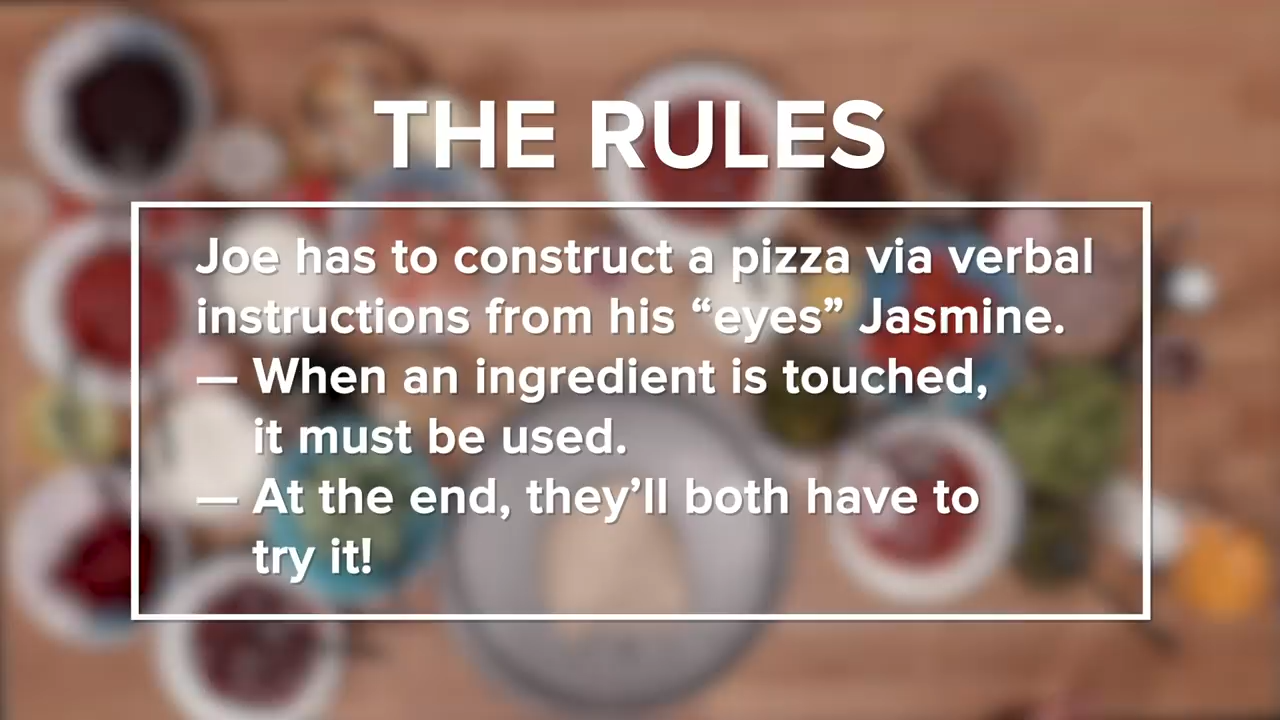 THE RULES
Joe has to construct a pizza via verbal
instructions from his “eyes” Jasmine.
— When an ingredient is touched,
it must be used.
— At the end, they’ll both have to
try it!